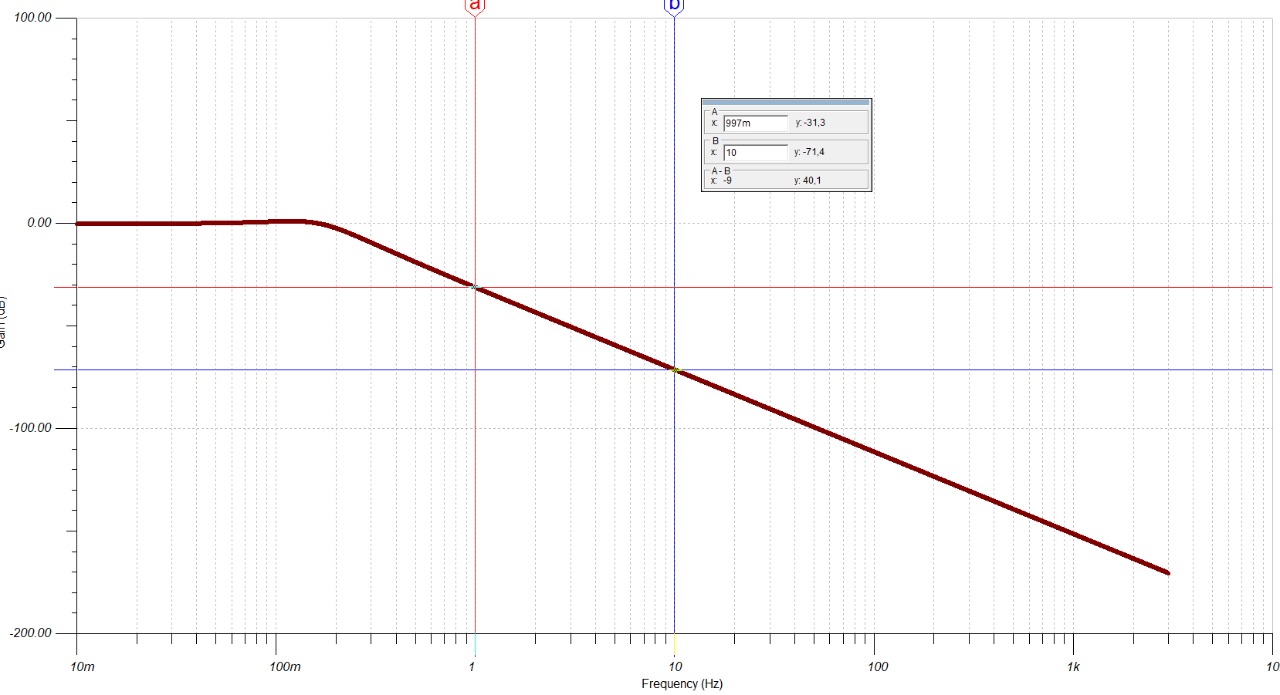 a b
100.00
A
x: 997m y: -31,3
B
x: 10 y: -71,4
A - B
x: -9 y: 40,1
0.00
Gain (dB)
-100.00
-200.00
10m 100m 1 10 100 1k 10
Frequency (Hz)